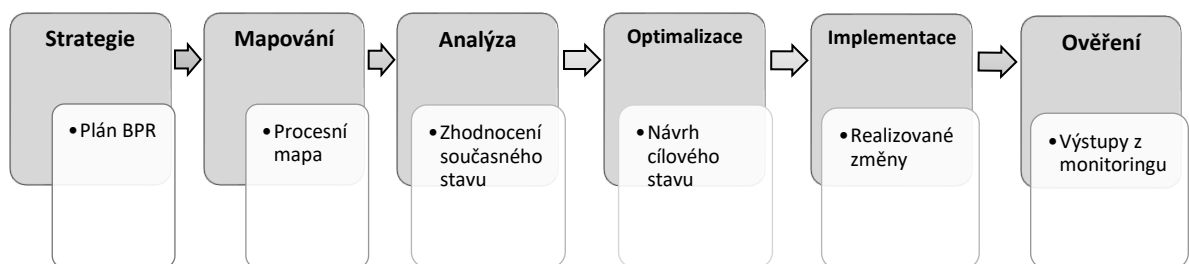 Strategie
• Plán BPR
Mapování
• Procesní
mapa
Analýza
• Zhodnocení
současného
stavu
Optimalizace
• Návrh
cílového
stavu
Implementace
• Realizované
změny
Ověření
• Výstupy z
monitoringu